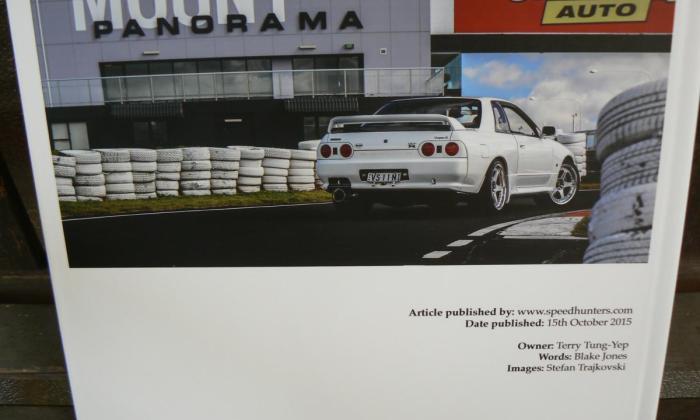 MOUNT
PANORAMA
AUTO
Article published by: www.speedhunters.com
Date published: 15th October 2015
Owner: Terry Tung-Yep
Words: Blake Jones
Images: Stefan Trajkovski